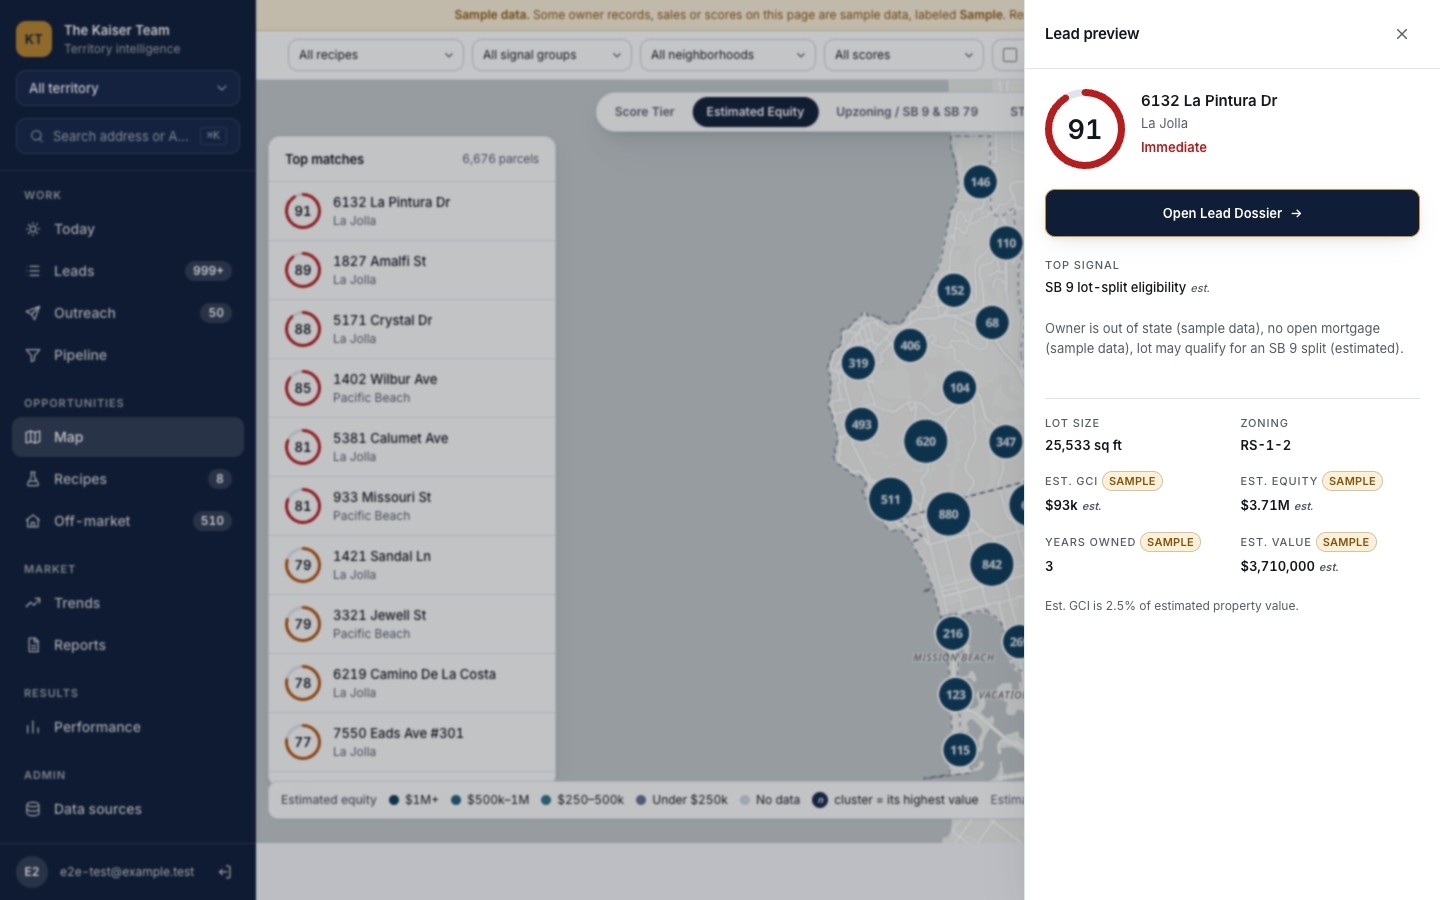 KT
The Kaiser Team
Territory intelligence
All territory
Search address or A... ⌘K
WORK
Today
Leads 999+
Outreach 50
Pipeline
OPPORTUNITIES
Map
Recipes 8
Off-market 510
MARKET
Trends
Reports
RESULTS
Performance
ADMIN
Data sources
E2 e2e-test@example.test
Sample data. Some owner records, sales or scores on this page are sample data, labeled Sample.
All recipes
All signal groups
All neighborhoods
All scores
Score Tier
Estimated Equity
Upzoning / SB 9 & SB 79
Top matches 6,676 parcels
91 6132 La Pintura Dr
La Jolla
89 1827 Amalfi St
La Jolla
88 5171 Crystal Dr
La Jolla
85 1402 Wilbur Ave
Pacific Beach
81 5381 Calumet Ave
La Jolla
81 933 Missouri St
Pacific Beach
79 1421 Sandal Ln
La Jolla
79 3321 Jewell St
Pacific Beach
78 6219 Camino De La Costa
La Jolla
77 7550 Eads Ave #301
La Jolla
146
110
152
68
406
319
104
493
620
347
511
880
842
216
MISSION BEACH
123
115
Estimated equity $1M+ $500k–1M $250–500k Under $250k No data n cluster = its highest value
Lead preview
91
6132 La Pintura Dr
La Jolla
Immediate
Open Lead Dossier →
TOP SIGNAL
SB 9 lot-split eligibility est.
Owner is out of state (sample data), no open mortgage
(sample data), lot may qualify for an SB 9 split (estimated).
LOT SIZE
25,533 sq ft
ZONING
RS-1-2
EST. GCI SAMPLE
$93k est.
EST. EQUITY SAMPLE
$3.71M est.
YEARS OWNED SAMPLE
3
EST. VALUE SAMPLE
$3,710,000 est.
Est. GCI is 2.5% of estimated property value.